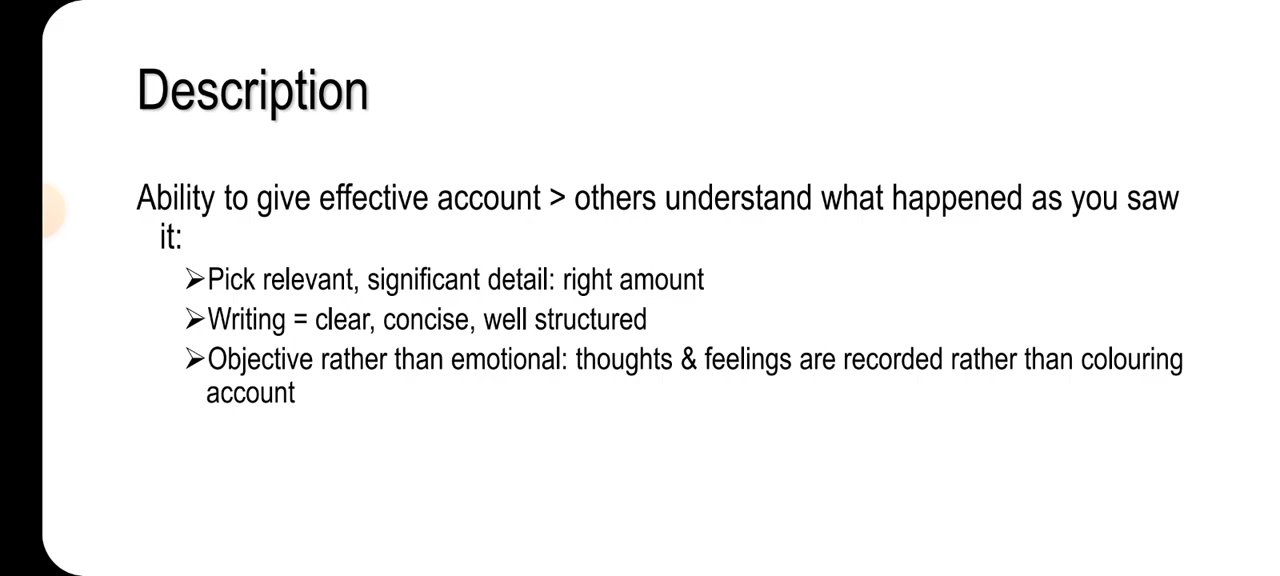 Description
Ability to give effective account > others understand what happened as you saw
it:
➢Pick relevant, significant detail: right amount
➢Writing = clear, concise, well structured
➢Objective rather than emotional: thoughts & feelings are recorded rather than colouring
account